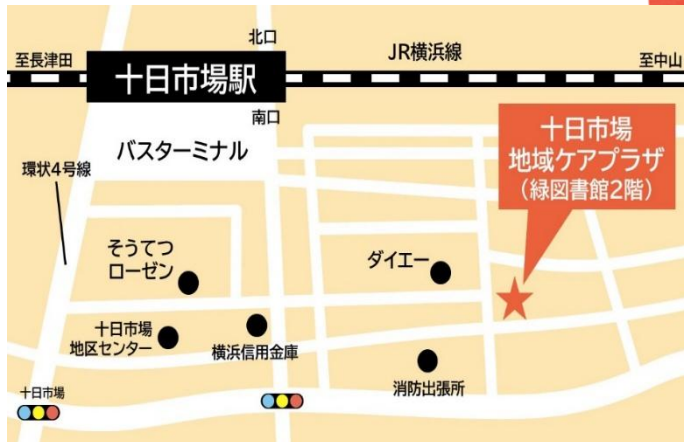 北口
至長津田
JR横浜線
至中山
十日市場駅
南口
バスターミナル
環状4号線
十日市場
地域ケアプラザ
(緑図書館2階)
そうてつ
ローゼン
ダイエー
十日市場
地区センター
横浜信用金庫
消防出張所
十日市場